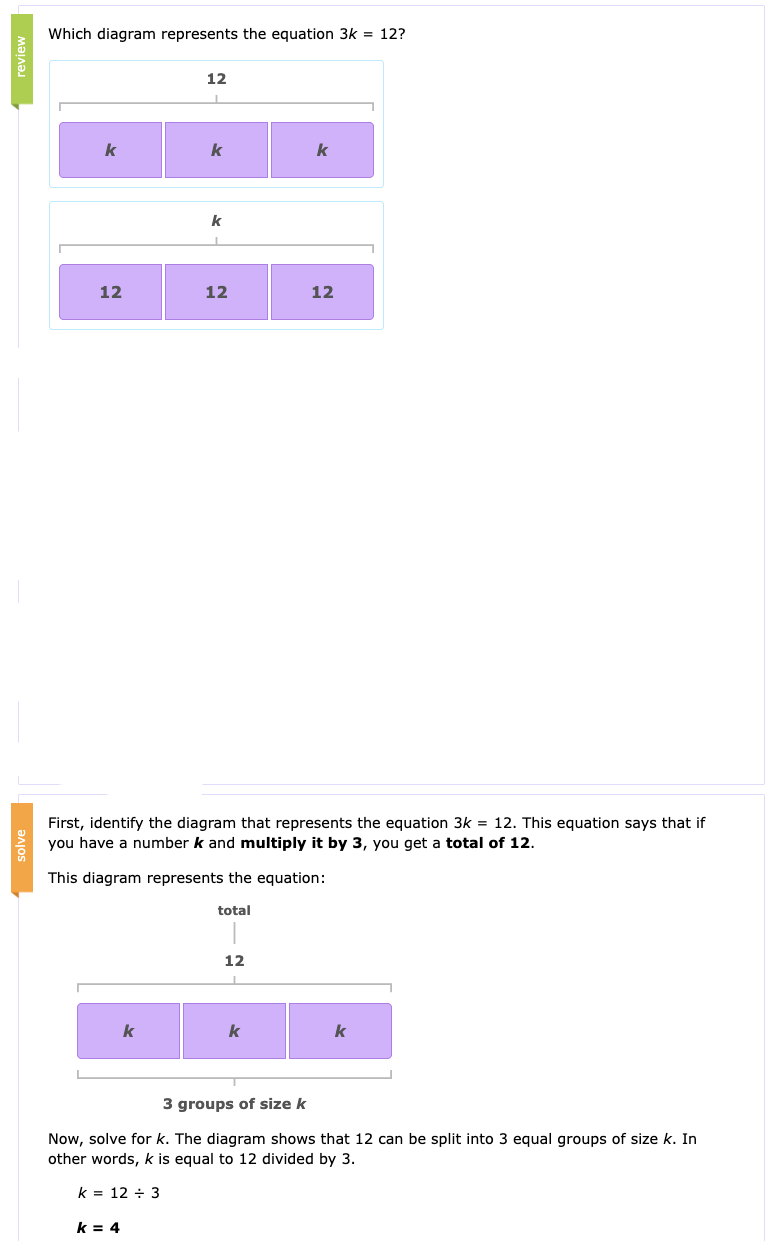 review
Which diagram represents the equation 3k = 12?
12
k k k
k
12 12 12
solve
First, identify the diagram that represents the equation 3k = 12. This equation says that if
you have a number k and multiply it by 3, you get a total of 12.
This diagram represents the equation:
total
12
k k k
3 groups of size k
Now, solve for k. The diagram shows that 12 can be split into 3 equal groups of size k. In
other words, k is equal to 12 divided by 3.
k = 12 ÷ 3
k = 4